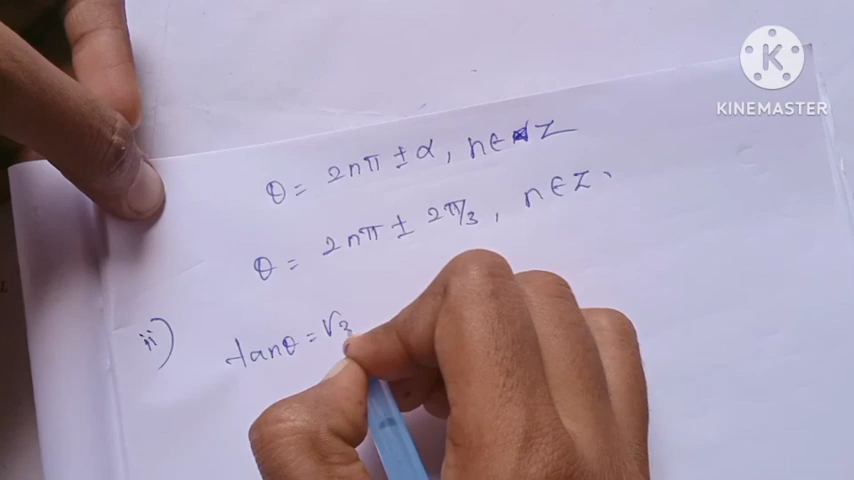 KINEMASTER
θ = 2nπ ± α, n ∈ Z
θ = 2nπ ± 2π/3, n ∈ Z.
ii) tanθ = √3